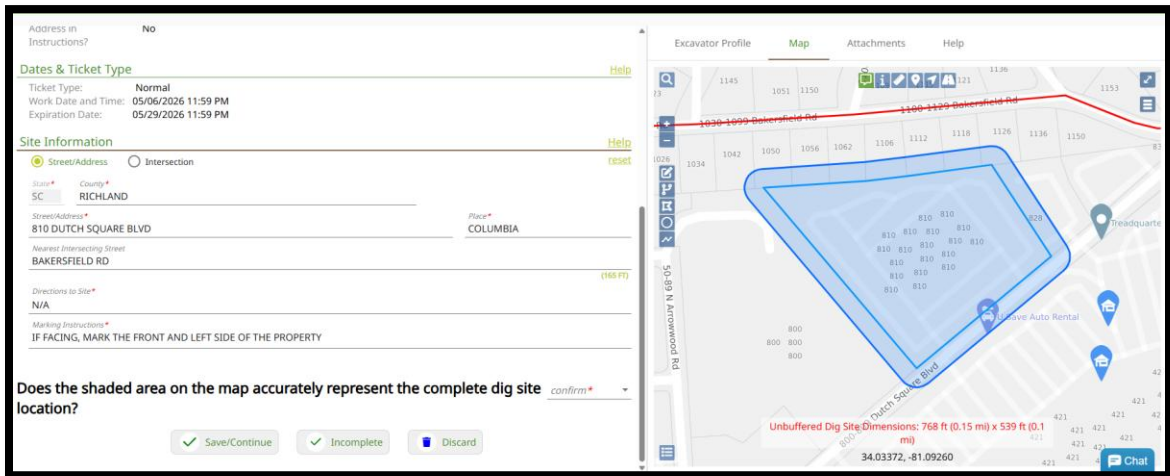 Address in
Instructions?
No
Dates & Ticket Type
Help
Ticket Type: Normal
Work Date and Time: 05/06/2026 11:59 PM
Expiration Date: 05/29/2026 11:59 PM
Site Information
Help
Street/Address
Intersection
reset
State*
County*
SC
RICHLAND
Street/Address*
Place*
810 DUTCH SQUARE BLVD
COLUMBIA
Nearest Intersecting Street
BAKERSFIELD RD
(165 FT)
Directions to Site*
N/A
Marking Instructions*
IF FACING, MARK THE FRONT AND LEFT SIDE OF THE PROPERTY
Does the shaded area on the map accurately represent the complete dig site
location?
confirm*
Save/Continue
Incomplete
Discard
Excavator Profile
Map
Attachments
Help
1145
1051
1150
1121
1136
1153
1030-1099 Bakersfield Rd
1100-1129 Bakersfield Rd
1026
1034
1042
1050
1056
1062
1106
1112
1118
1126
1136
1150
810 810
828
810 810 810
810 810 810
810 810 810
810 810
810 810
Treadquarte
U Save Auto Rental
50-89 N Arrowwood Rd
800
800 800
800
Dutch Square Blvd
421
421
421
421
421
421
421
421
Unbuffered Dig Site Dimensions: 768 ft (0.15 mi) x 539 ft (0.1
mi)
34.03372, -81.09260
Chat